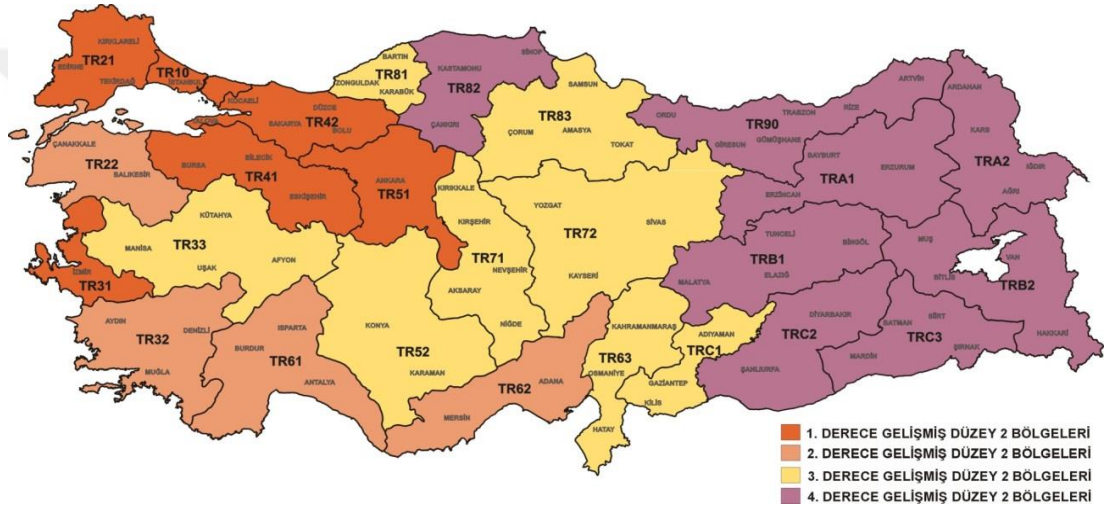 KIRKLARELİ
EDİRNE
TR21
TEKİRDAĞ
TR10
İSTANBUL
KOCAELİ
DÜZCE
SAKARYA
TR42
BOLU
BARTIN
ZONGULDAK
TR81
KARABÜK
KASTAMONU
SİNOP
TR82
ÇANKIRI
SAMSUN
TR83
ÇORUM
AMASYA
TOKAT
ORDU
TRABZON
RİZE
ARTVİN
TR90
GİRESUN
GÜMÜŞHANE
ARDAHAN
KARS
TRA2
IĞDIR
AĞRI
BAYBURT
ERZURUM
TRA1
ERZİNCAN
ÇANAKKALE
TR22
BALIKESİR
BURSA
BİLECİK
TR41
ESKİŞEHİR
ANKARA
TR51
KIRIKKALE
KIRŞEHİR
TR71
NEVŞEHİR
AKSARAY
NİĞDE
YOZGAT
SİVAS
TR72
KAYSERİ
TUNCELİ
BİNGÖL
TRB1
ELAZIĞ
MALATYA
MUŞ
BİTLİS
VAN
TRB2
HAKKARİ
KÜTAHYA
MANİSA
TR33
UŞAK
AFYON
İZMİR
TR31
AYDIN
DENİZLİ
TR32
MUĞLA
ISPARTA
BURDUR
TR61
ANTALYA
KONYA
TR52
KARAMAN
ADANA
TR62
MERSİN
KAHRAMANMARAŞ
TR63
OSMANİYE
HATAY
ADIYAMAN
TRC1
GAZİANTEP
KİLİS
DİYARBAKIR
TRC2
ŞANLIURFA
BATMAN
SİİRT
TRC3
MARDİN
ŞIRNAK
1. DERECE GELİŞMİŞ DÜZEY 2 BÖLGELERİ
2. DERECE GELİŞMİŞ DÜZEY 2 BÖLGELERİ
3. DERECE GELİŞMİŞ DÜZEY 2 BÖLGELERİ
4. DERECE GELİŞMİŞ DÜZEY 2 BÖLGELERİ